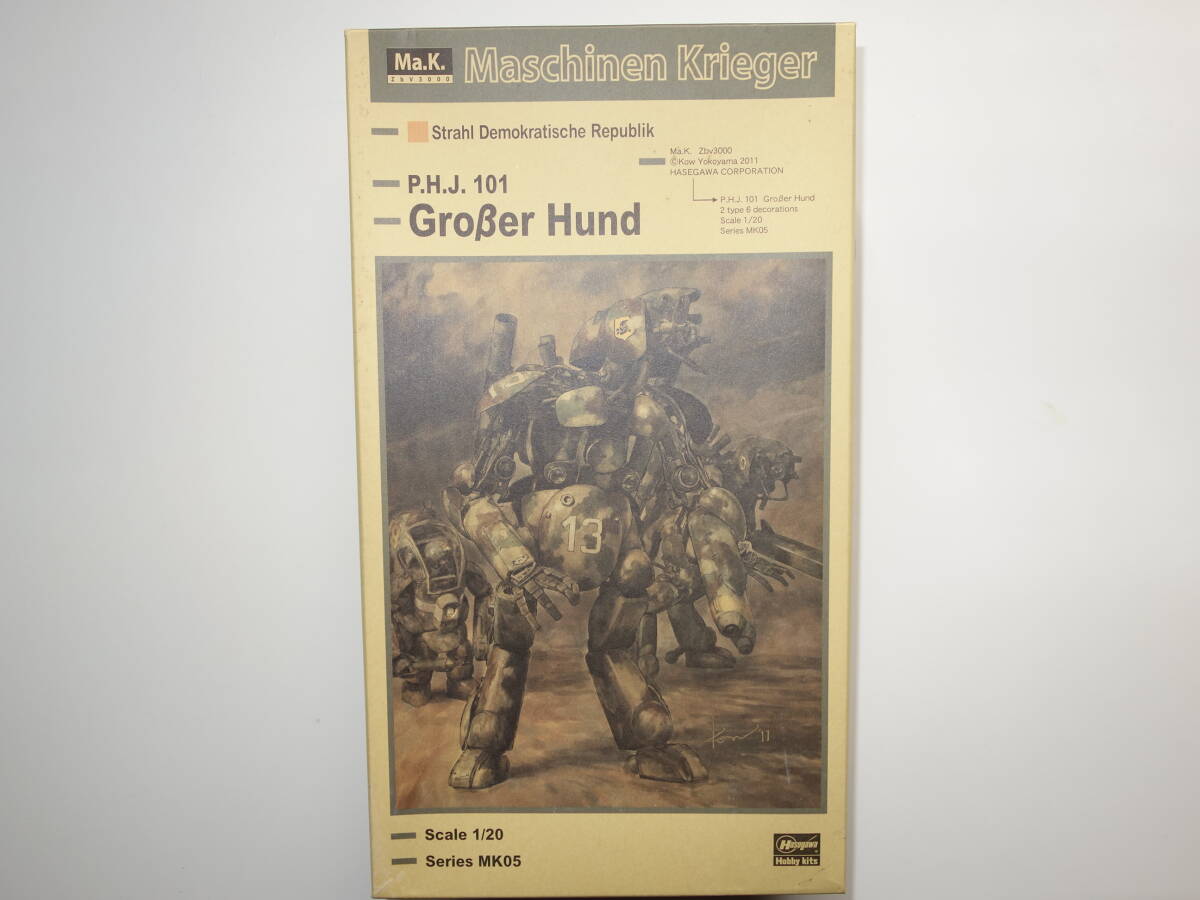 Ma.K.
ZbV3000
Maschinen Krieger
Strahl Demokratische Republik
Ma.K. Zbv3000
©Kow Yokoyama 2011
HASEGAWA CORPORATION
P.H.J. 101
Großer Hund
P.H.J. 101 Großer Hund
2 type 6 decorations
Scale 1/20
Series MK05
13
Kow '11
Scale 1/20
Series MK05
Hasegawa
Hobby kits